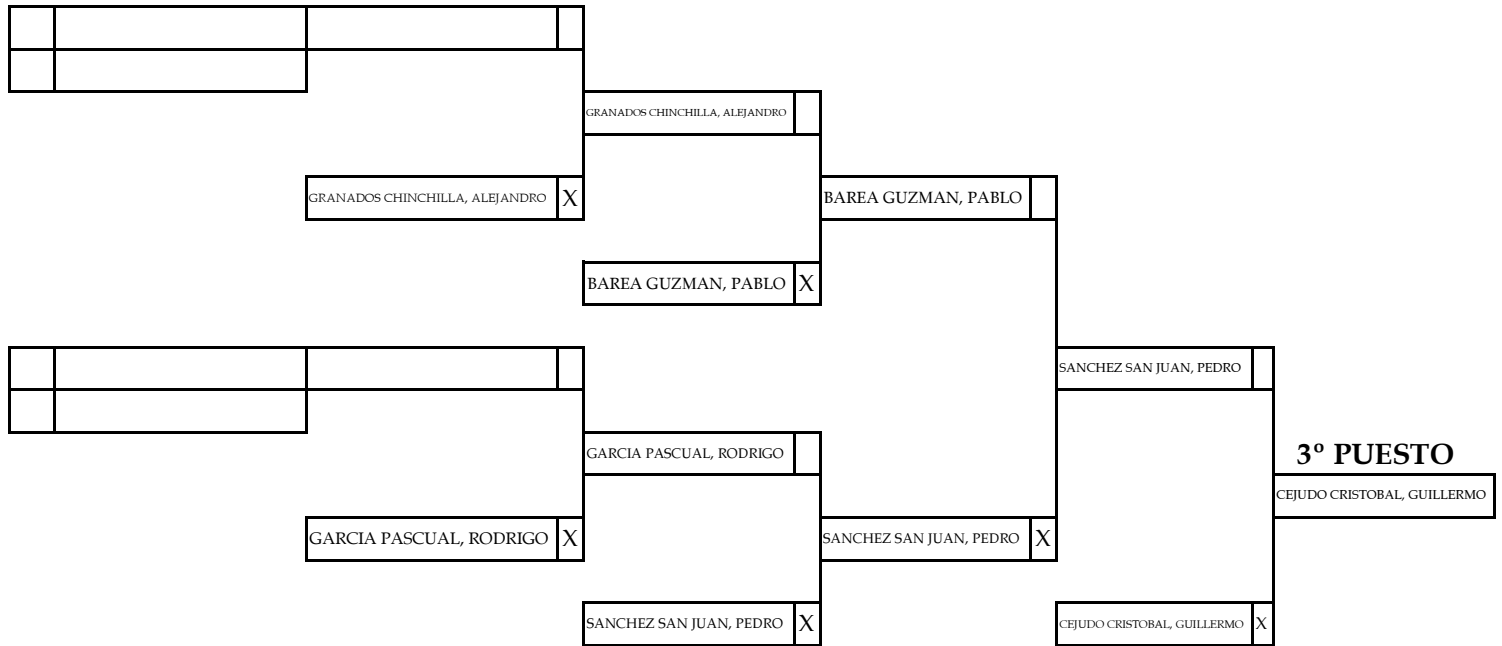 GRANADOS CHINCHILLA, ALEJANDRO
GRANADOS CHINCHILLA, ALEJANDRO X
BAREA GUZMAN, PABLO
BAREA GUZMAN, PABLO X
SANCHEZ SAN JUAN, PEDRO
GARCIA PASCUAL, RODRIGO
3º PUESTO
CEJUDO CRISTOBAL, GUILLERMO
GARCIA PASCUAL, RODRIGO X
SANCHEZ SAN JUAN, PEDRO X
SANCHEZ SAN JUAN, PEDRO X
CEJUDO CRISTOBAL, GUILLERMO X